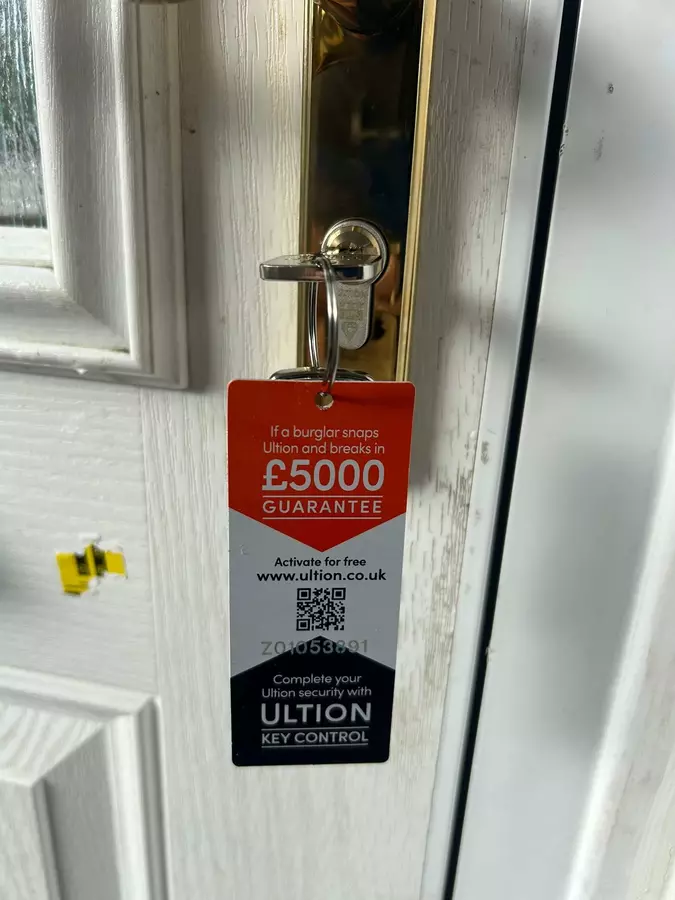 If a burglar snaps
Ultion and breaks in
£5000
GUARANTEE
Activate for free
www.ultion.co.uk
Z01053891
Complete your
Ultion security with
ULTION
KEY CONTROL